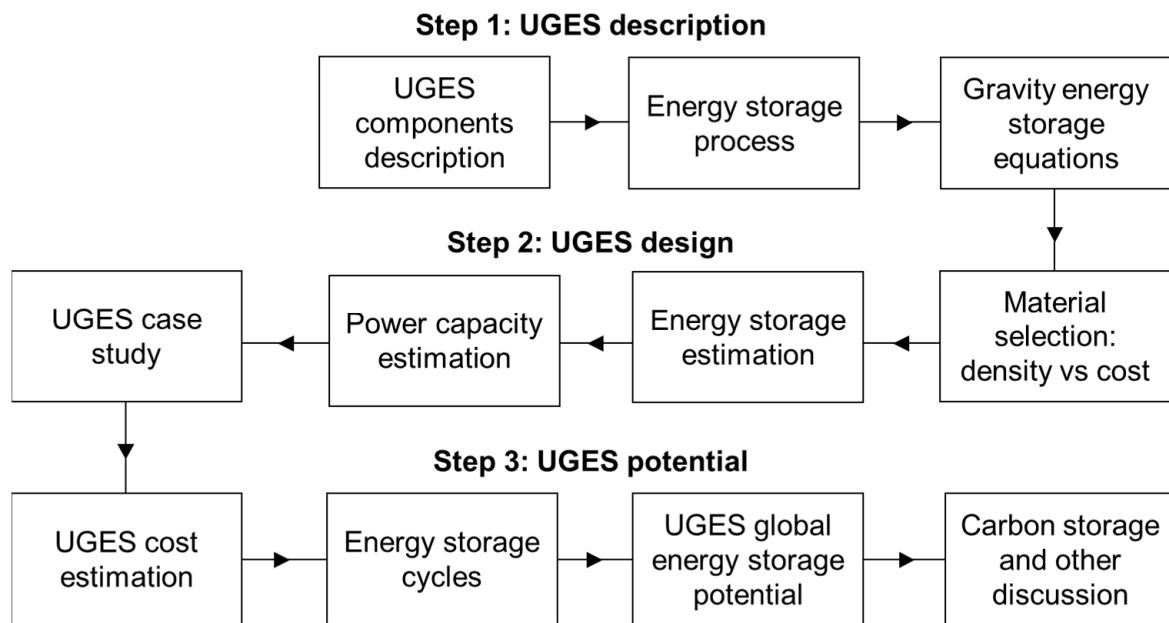 Step 1: UGES description
UGES
components
description
Energy storage
process
Gravity energy
storage
equations
Step 2: UGES design
Material
selection:
density vs cost
Energy storage
estimation
Power capacity
estimation
UGES case
study
Step 3: UGES potential
UGES cost
estimation
Energy storage
cycles
UGES global
energy storage
potential
Carbon storage
and other
discussion